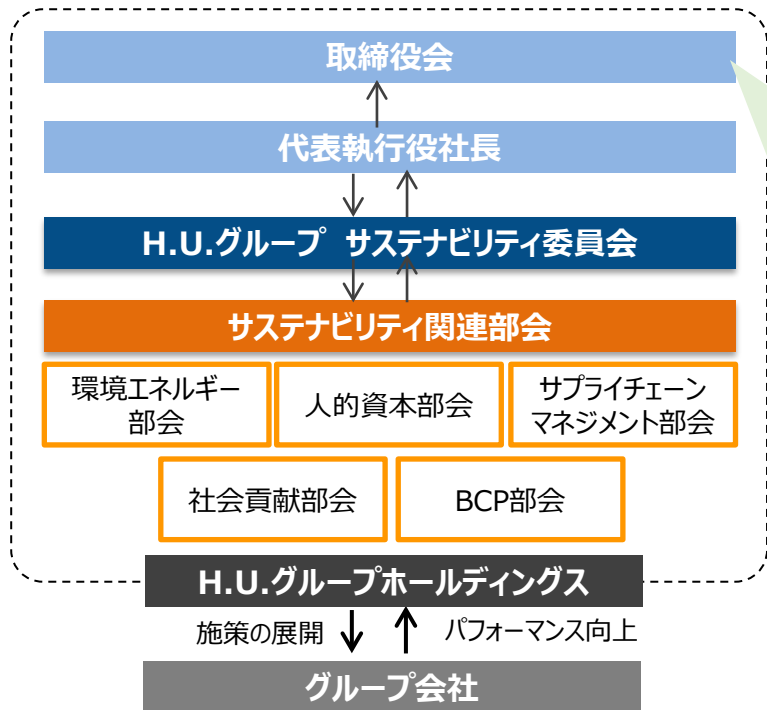 取締役会
代表執行役社長
H.U.グループ サステナビリティ委員会
サステナビリティ関連部会
環境エネルギー
部会
人的資本部会
サプライチェーン
マネジメント部会
社会貢献部会
BCP部会
H.U.グループホールディングス
施策の展開
パフォーマンス向上
グループ会社